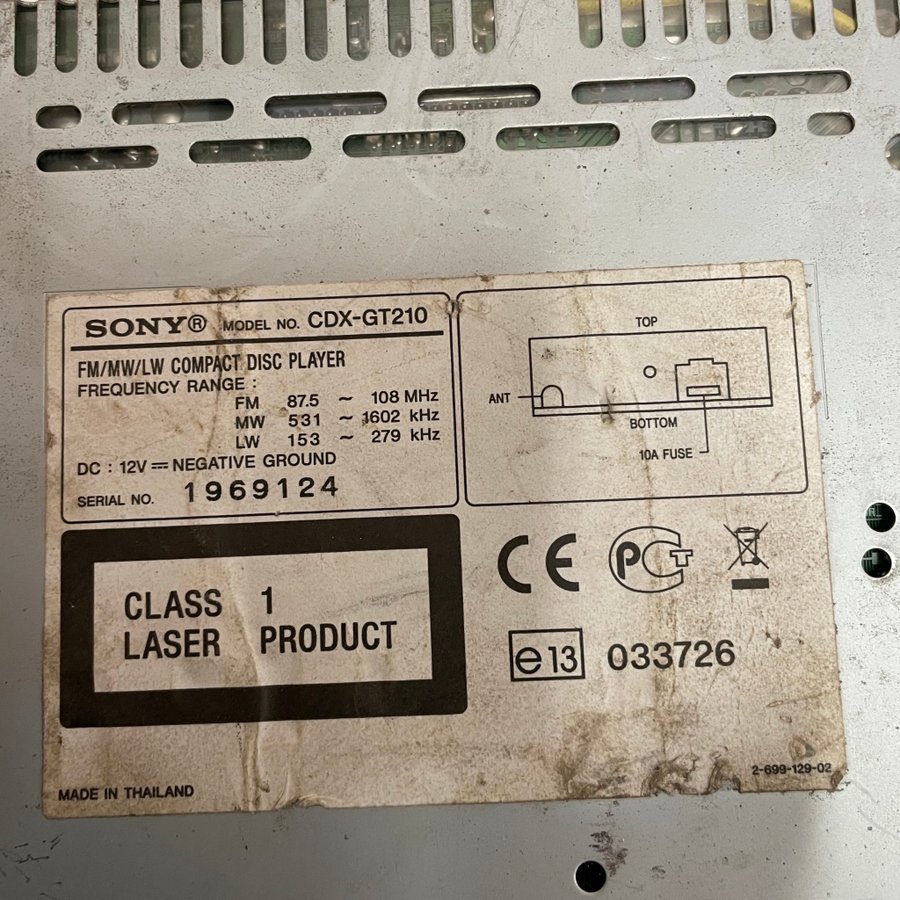 SONY® MODEL NO. CDX-GT210
FM/MW/LW COMPACT DISC PLAYER
FREQUENCY RANGE :
FM 87.5 ~ 108 MHz
MW 531 ~ 1602 kHz
LW 153 ~ 279 kHz
DC : 12V ⎓ NEGATIVE GROUND
SERIAL NO. 1969124
TOP
ANT
BOTTOM
10A FUSE
CLASS 1
LASER PRODUCT
CE
PCT
e 13 033726
MADE IN THAILAND
2-699-129-02